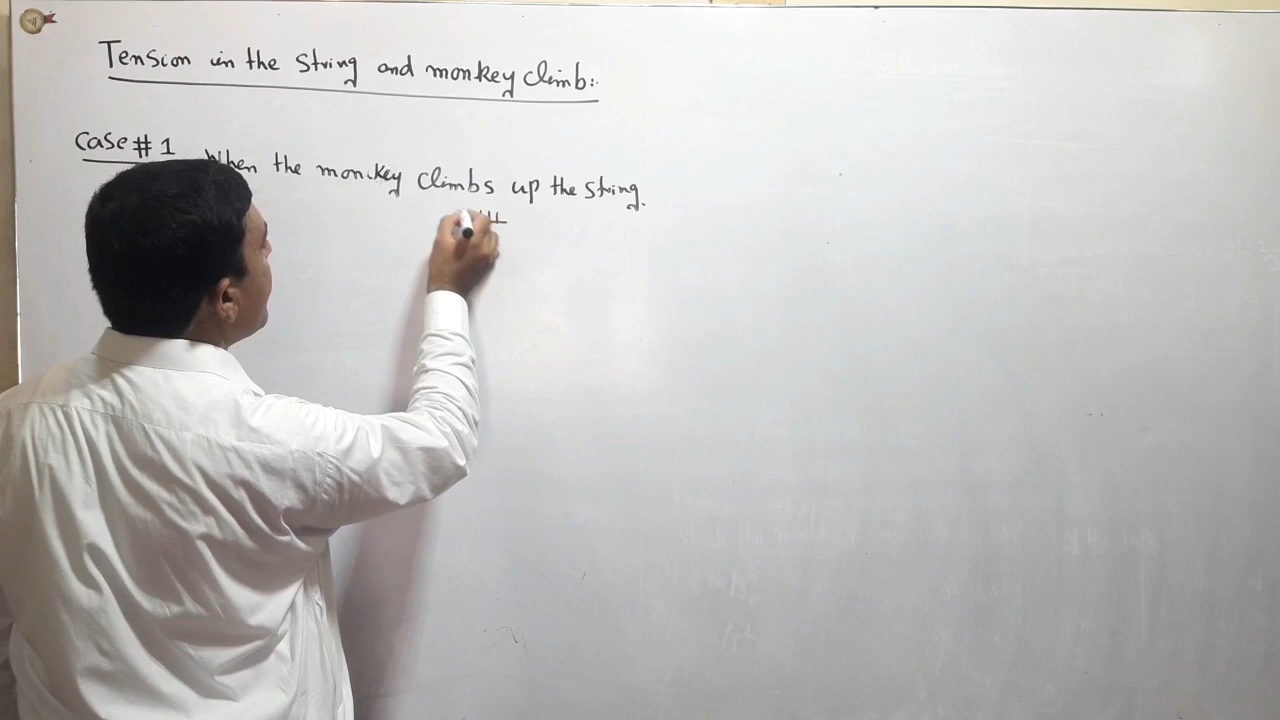 Tension in the string and monkey climb:
Case # 1
When the monkey climbs up the string.